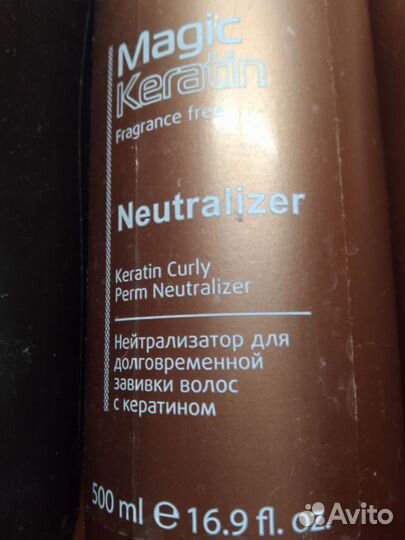 Magic
Keratin
Fragrance free
Neutralizer
Keratin Curly
Perm Neutralizer
Нейтрализатор для
долговременной
завивки волос
с кератином
500 ml e 16.9 fl. oz.
Avito